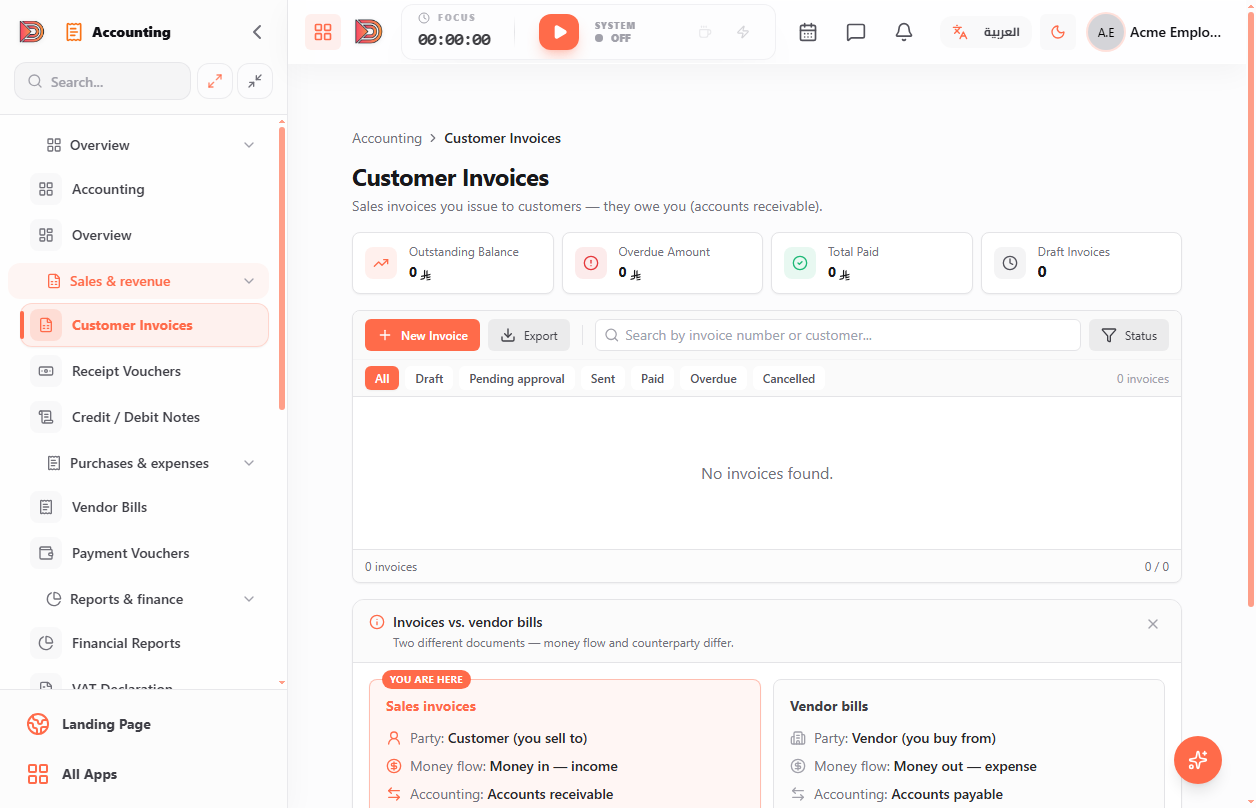 Accounting
Search...
Overview
Accounting
Overview
Sales & revenue
Customer Invoices
Receipt Vouchers
Credit / Debit Notes
Purchases & expenses
Vendor Bills
Payment Vouchers
Reports & finance
Financial Reports
VAT Declaration
Landing Page
All Apps
FOCUS
00:00:00
SYSTEM
OFF
العربية
A.E
Acme Emplo...
Accounting > Customer Invoices
Customer Invoices
Sales invoices you issue to customers — they owe you (accounts receivable).
Outstanding Balance
0
Overdue Amount
0
Total Paid
0
Draft Invoices
0
New Invoice
Export
Search by invoice number or customer...
Status
All
Draft
Pending approval
Sent
Paid
Overdue
Cancelled
0 invoices
No invoices found.
0 invoices
0 / 0
Invoices vs. vendor bills
Two different documents — money flow and counterparty differ.
YOU ARE HERE
Sales invoices
Party: Customer (you sell to)
Money flow: Money in — income
Accounting: Accounts receivable
Vendor bills
Party: Vendor (you buy from)
Money flow: Money out — expense
Accounting: Accounts payable